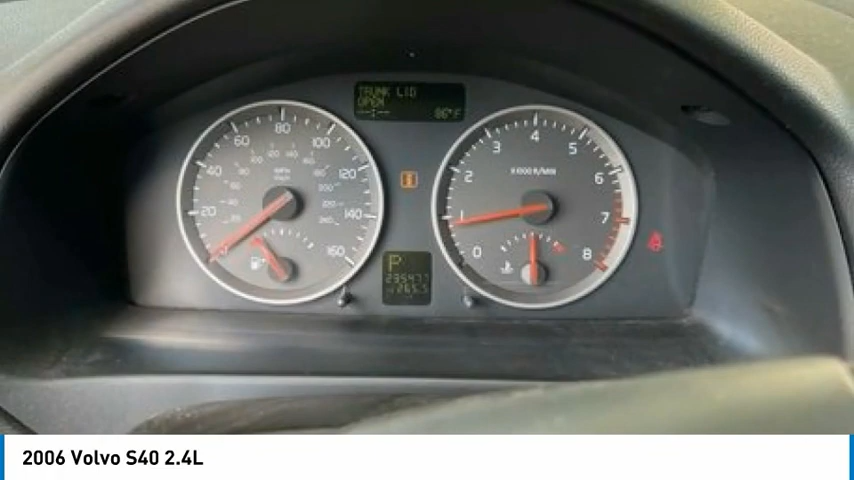 TRUNK LID
OPEN
--:-- 86°F
20 40 60 80 100 120 140 160
MPH
km/h
0 1 2 3 4 5 6 7 8
X1000 R/MIN
P
2006 Volvo S40 2.4L